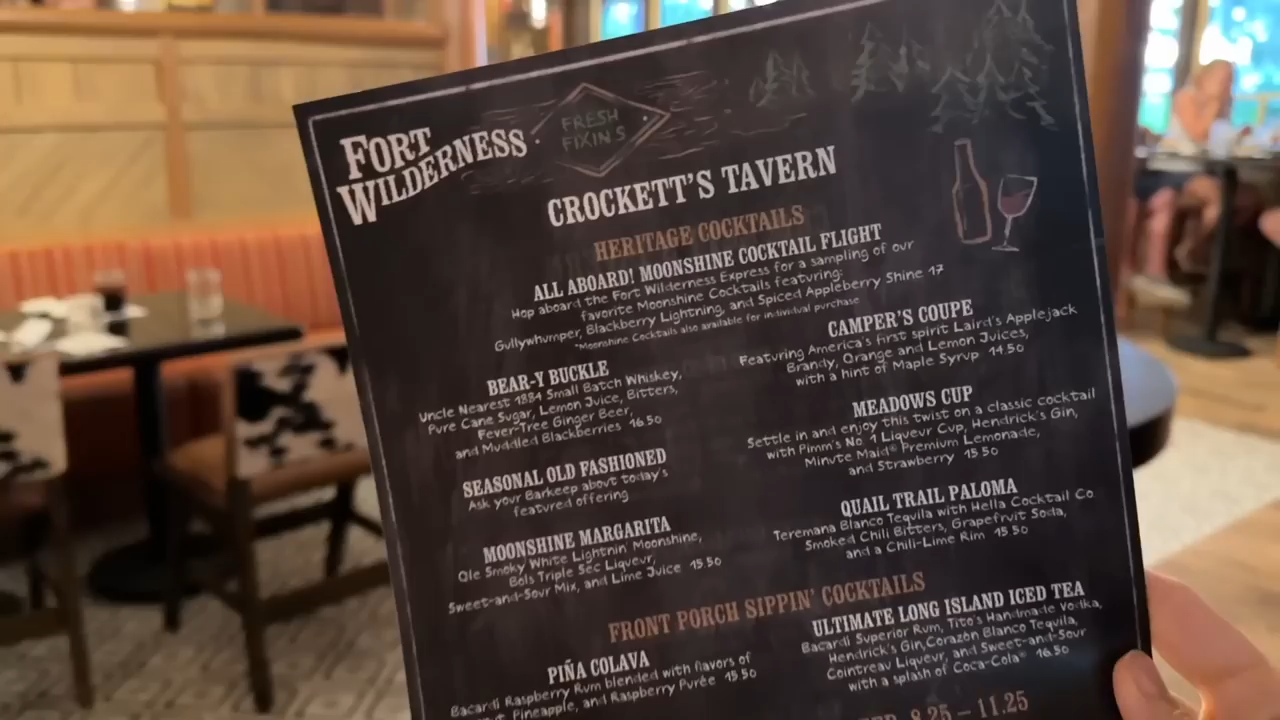 FORT
WILDERNESS
FRESH
FIXIN'S
CROCKETT'S TAVERN
HERITAGE COCKTAILS
ALL ABOARD! MOONSHINE COCKTAIL FLIGHT
Hop aboard the Fort Wilderness Express for a sampling of our
favorite Moonshine Cocktails featuring:
Gullywhumper, Blackberry Lightning, and Spiced Appleberry Shine 17
*Moonshine Cocktails also available for individual purchase
BEAR-Y BUCKLE
Uncle Nearest 1884 Small Batch Whiskey,
Pure Cane Sugar, Lemon Juice, Bitters,
Fever-Tree Ginger Beer,
and Muddled Blackberries 16.50
SEASONAL OLD FASHIONED
Ask your Barkeep about today's
featured offering
MOONSHINE MARGARITA
Ole Smoky White Lightnin' Moonshine,
Bols Triple Sec Liqueur,
Sweet-and-Sour Mix, and Lime Juice 15.50
CAMPER'S COUPE
Featuring America's first spirit Laird's Applejack
Brandy, Orange and Lemon Juices,
with a hint of Maple Syrup 14.50
MEADOWS CUP
Settle in and enjoy this twist on a classic cocktail
with Pimm's No. 1 Liqueur Cup, Hendrick's Gin,
Minute Maid® Premium Lemonade,
and Strawberry 15.50
QUAIL TRAIL PALOMA
Teremana Blanco Tequila with Hella Cocktail Co.
Smoked Chili Bitters, Grapefruit Soda,
and a Chili-Lime Rim 15.50
FRONT PORCH SIPPIN' COCKTAILS
PIÑA COLAVA
Bacardi Raspberry Rum blended with flavors of
Pineapple, and Raspberry Purée 15.50
ULTIMATE LONG ISLAND ICED TEA
Bacardi Superior Rum, Tito's Handmade Vodka,
Hendrick's Gin, Corazón Blanco Tequila,
Cointreau Liqueur, and Sweet-and-Sour
with a splash of Coca-Cola® 16.50
8.25 – 11.25